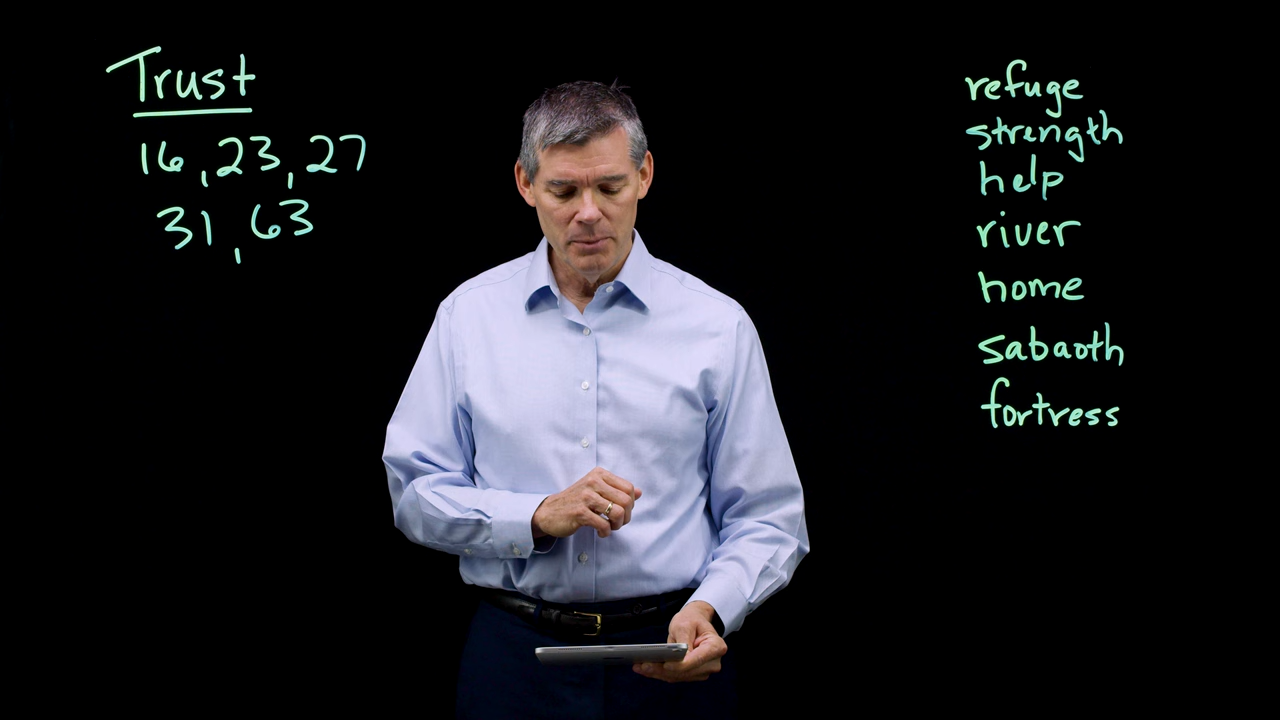 Trust
16, 23, 27
31, 63
refuge
strength
help
river
home
sabaoth
fortress